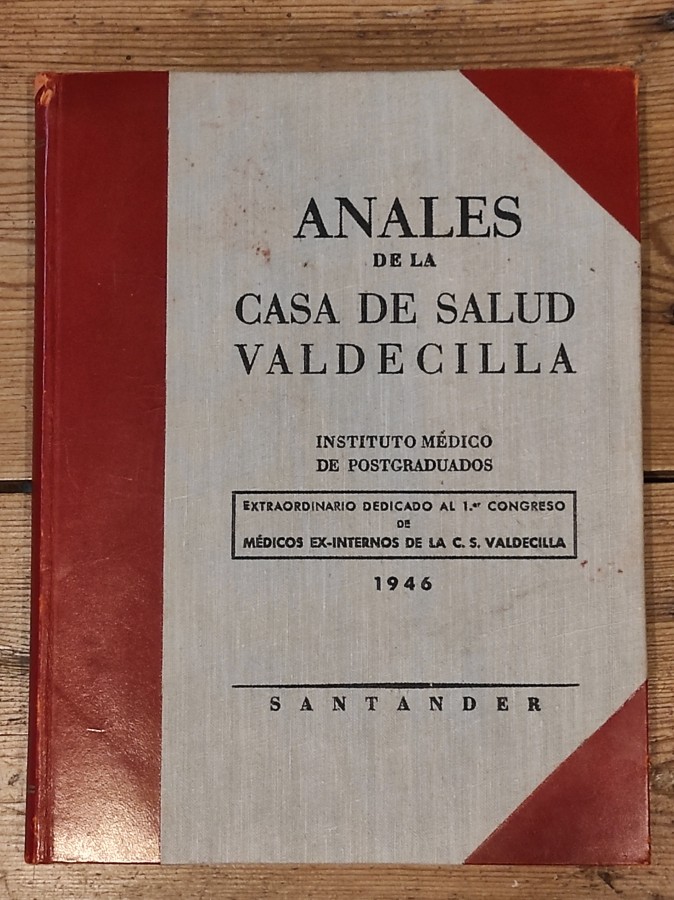 ANALES
DE LA
CASA DE SALUD
VALDECILLA
INSTITUTO MÉDICO
DE POSTGRADUADOS
EXTRAORDINARIO DEDICADO AL 1.er CONGRESO
DE
MÉDICOS EX-INTERNOS DE LA C. S. VALDECILLA
1946
SANTANDER